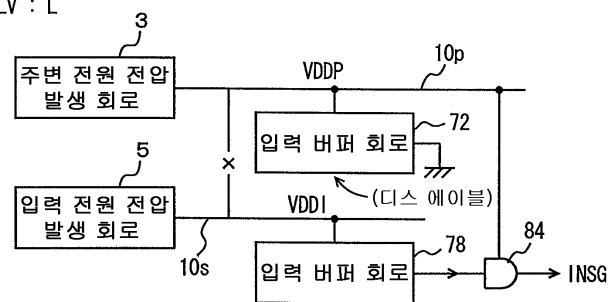 LV : L
3
주변 전원 전압
발생 회로
VDDP
10p
입력 버퍼 회로
72
(디스 에이블)
5
입력 전원 전압
발생 회로
10s
VDDI
입력 버퍼 회로
78
84
INSG